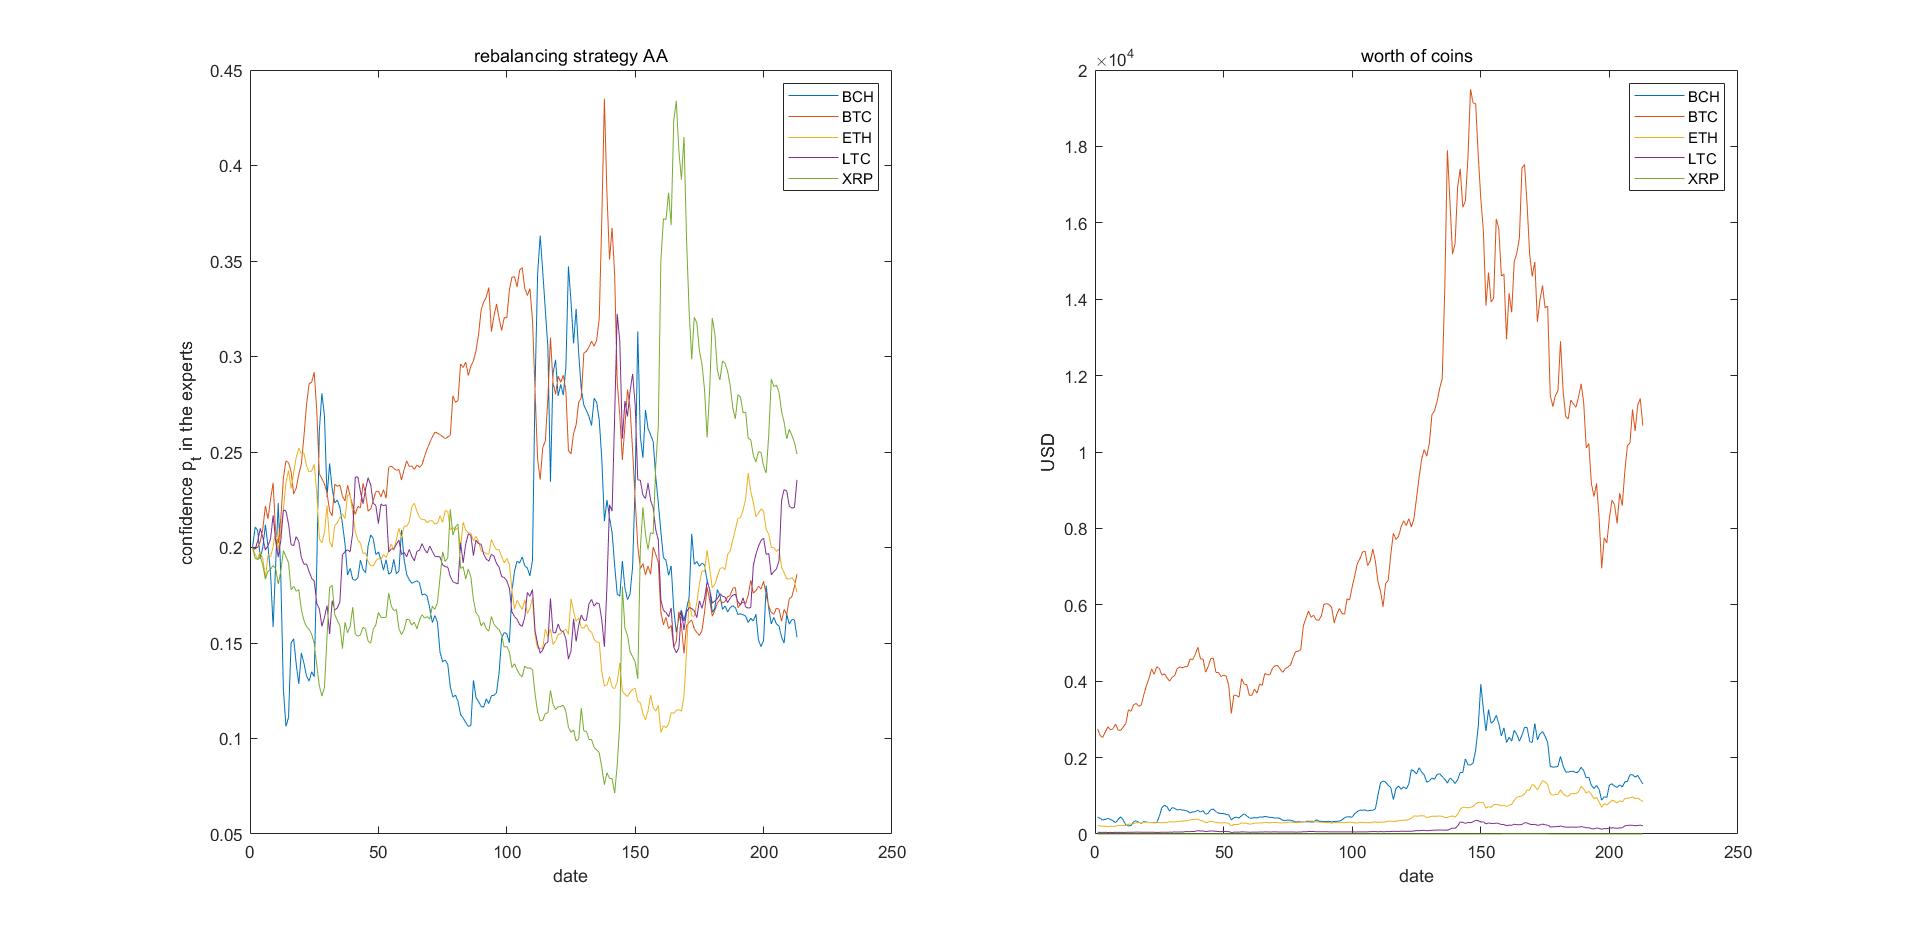 rebalancing strategy AA
0.45
0.4
0.35
0.3
0.25
0.2
0.15
0.1
0.05
0 50 100 150 200 250
date
confidence pt in the experts
BCH
BTC
ETH
LTC
XRP
worth of coins
×104
2
1.8
1.6
1.4
1.2
1
0.8
0.6
0.4
0.2
0
0 50 100 150 200 250
date
USD
BCH
BTC
ETH
LTC
XRP